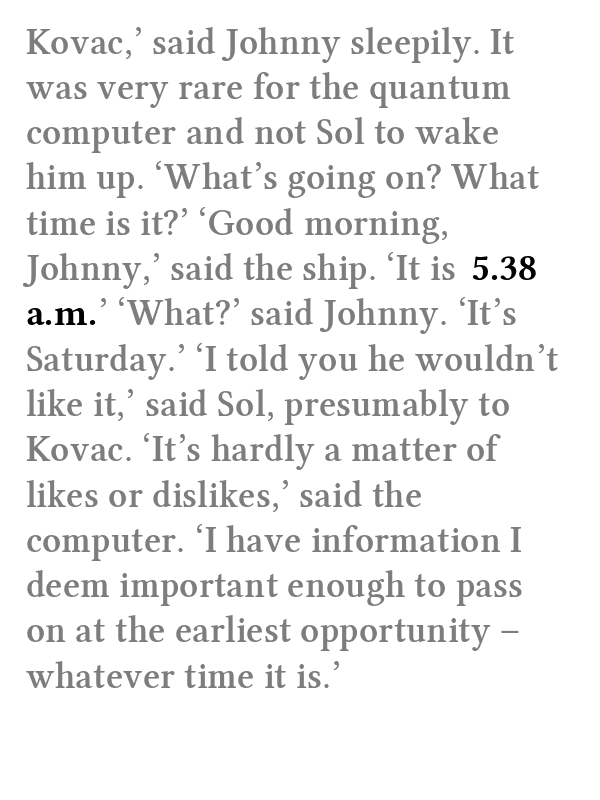 Kovac,’ said Johnny sleepily. It
was very rare for the quantum
computer and not Sol to wake
him up. ‘What’s going on? What
time is it?’ ‘Good morning,
Johnny,’ said the ship. ‘It is 5.38
a.m.’ ‘What?’ said Johnny. ‘It’s
Saturday.’ ‘I told you he wouldn’t
like it,’ said Sol, presumably to
Kovac. ‘It’s hardly a matter of
likes or dislikes,’ said the
computer. ‘I have information I
deem important enough to pass
on at the earliest opportunity –
whatever time it is.’